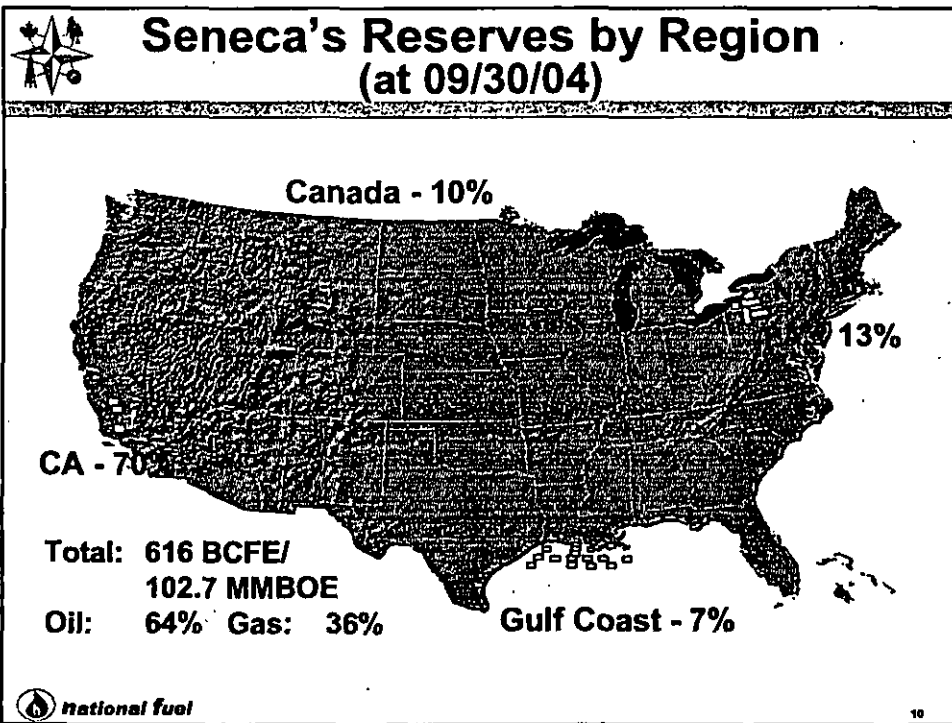 Seneca's Reserves by Region
(at 09/30/04)
Canada - 10%
13%
CA - 70%
Total: 616 BCFE/
102.7 MMBOE
Oil: 64% Gas: 36%
Gulf Coast - 7%
national fuel
10